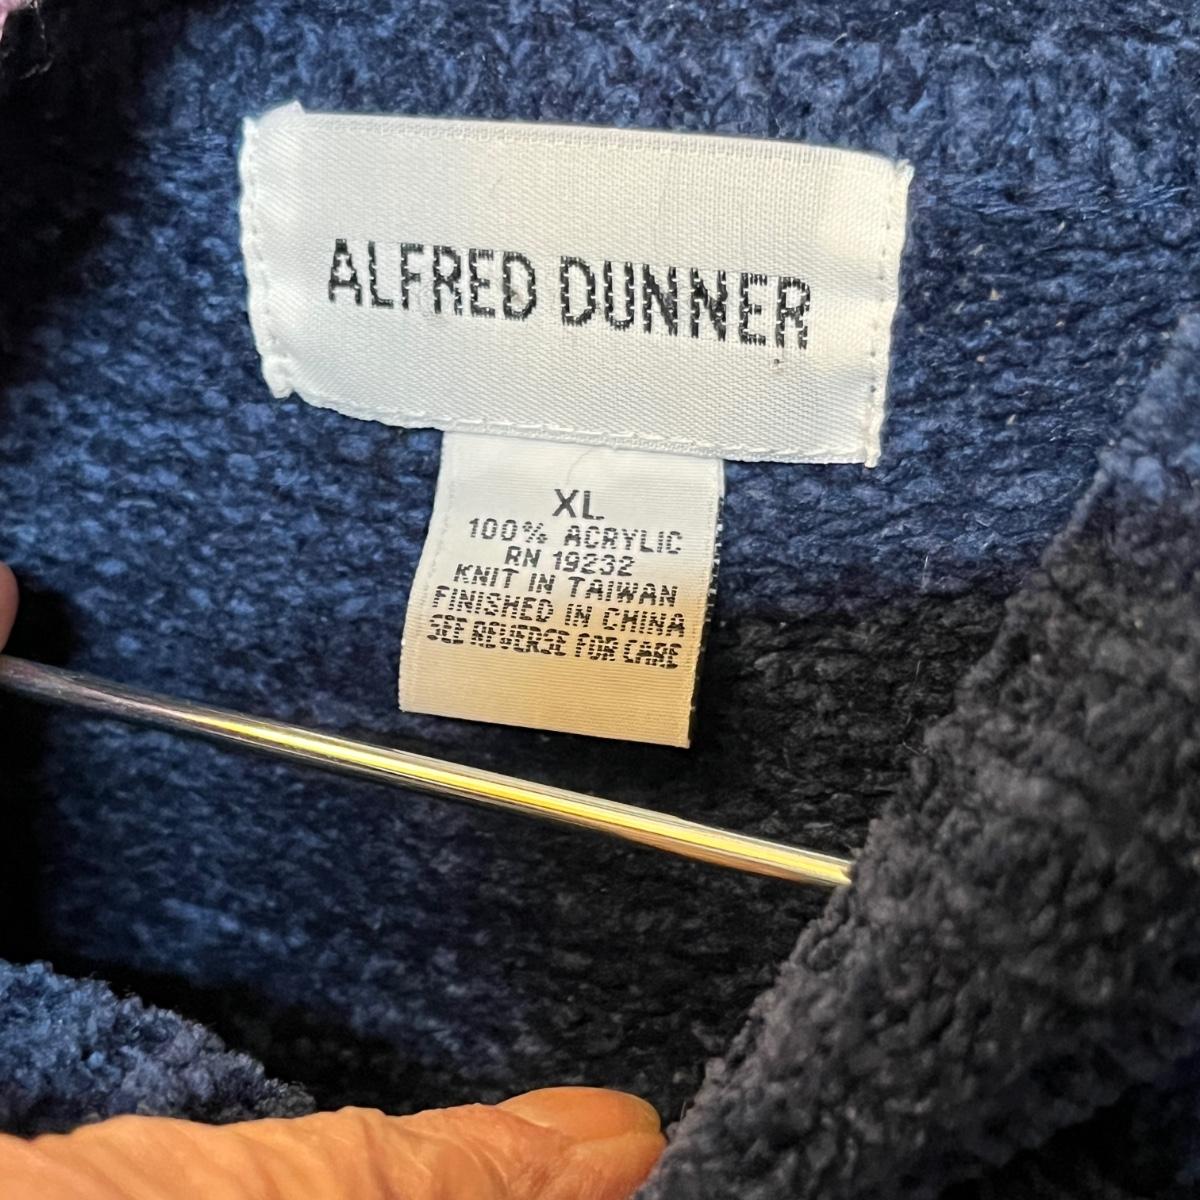 ALFRED DUNNER
XL
100% ACRYLIC
RN 19232
KNIT IN TAIWAN
FINISHED IN CHINA
SEE REVERSE FOR CARE